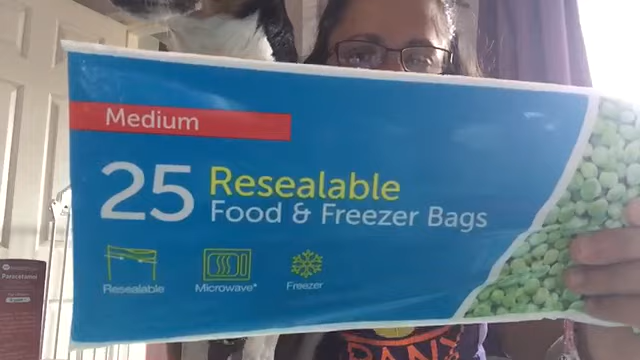 Medium
25 Resealable
Food & Freezer Bags
Resealable Microwave* Freezer
Paracetamol